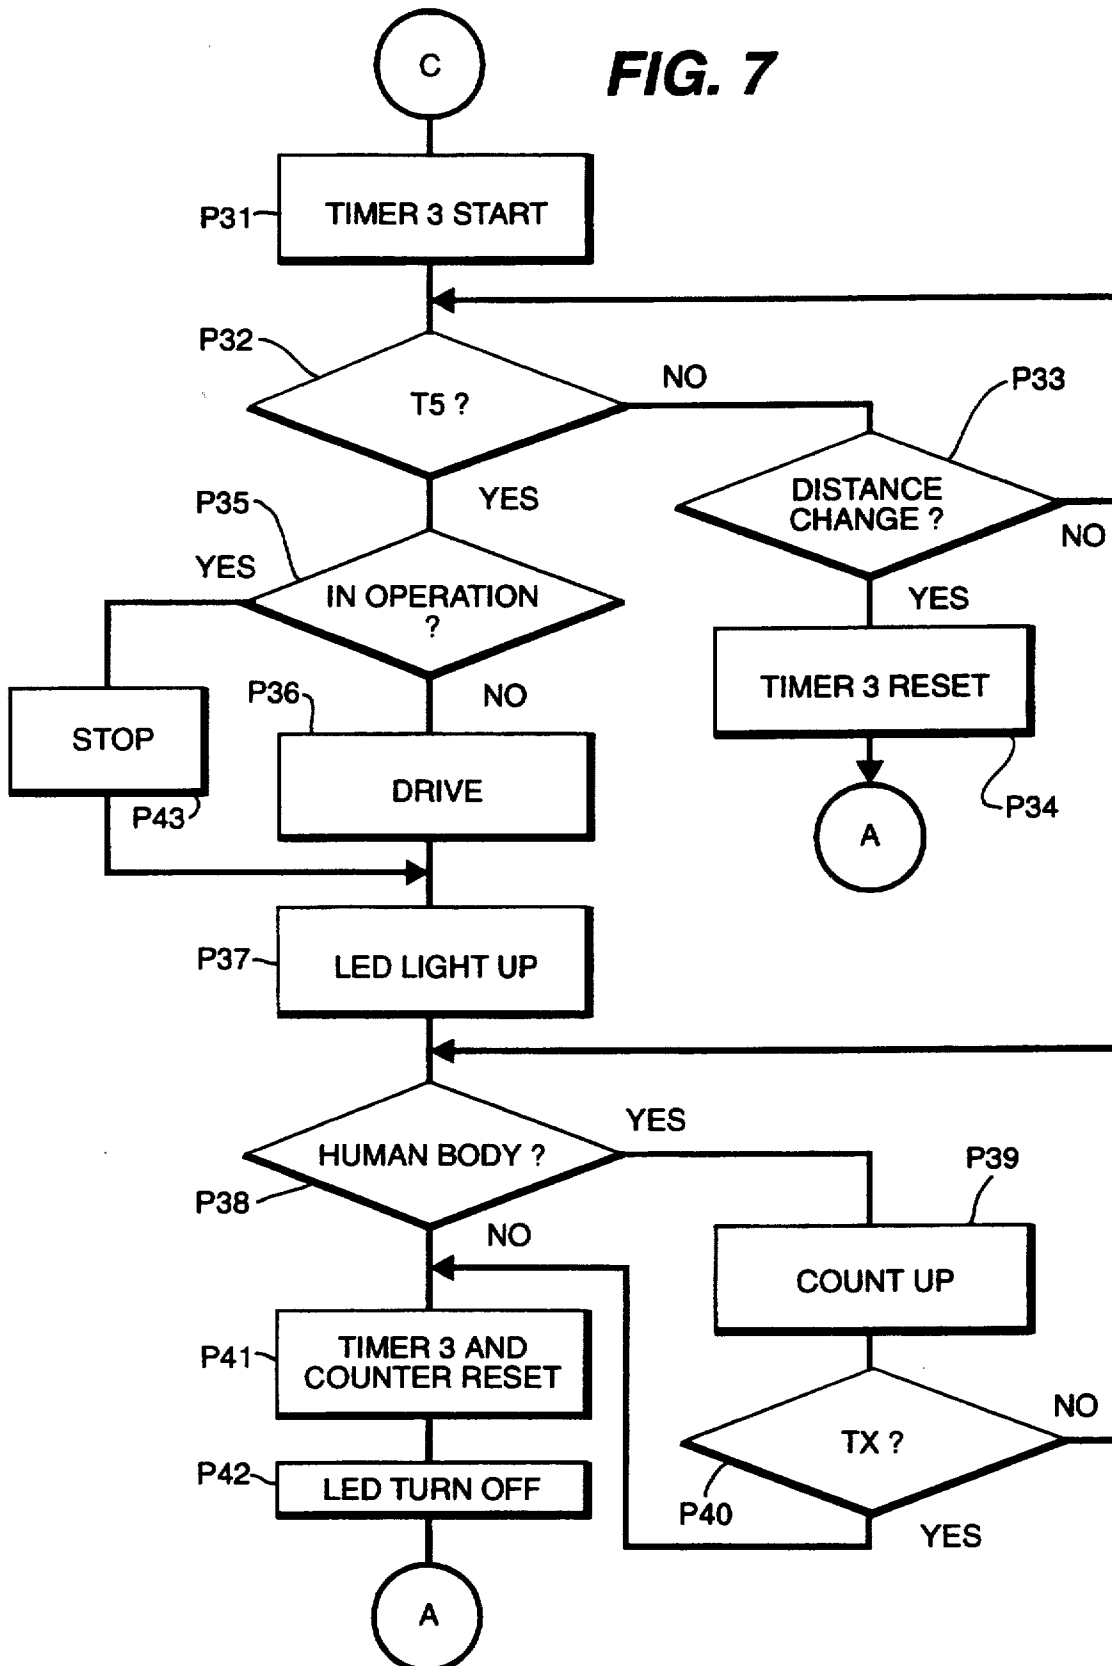 C
FIG. 7
P31
TIMER 3 START
P32
T5 ?
NO
P33
DISTANCE
CHANGE ?
NO
YES
P35
YES
IN OPERATION
?
YES
P36
NO
TIMER 3 RESET
STOP
P43
DRIVE
P34
A
P37
LED LIGHT UP
HUMAN BODY ?
YES
P38
NO
P39
COUNT UP
P41
TIMER 3 AND
COUNTER RESET
TX ?
NO
P40
YES
P42
LED TURN OFF
A